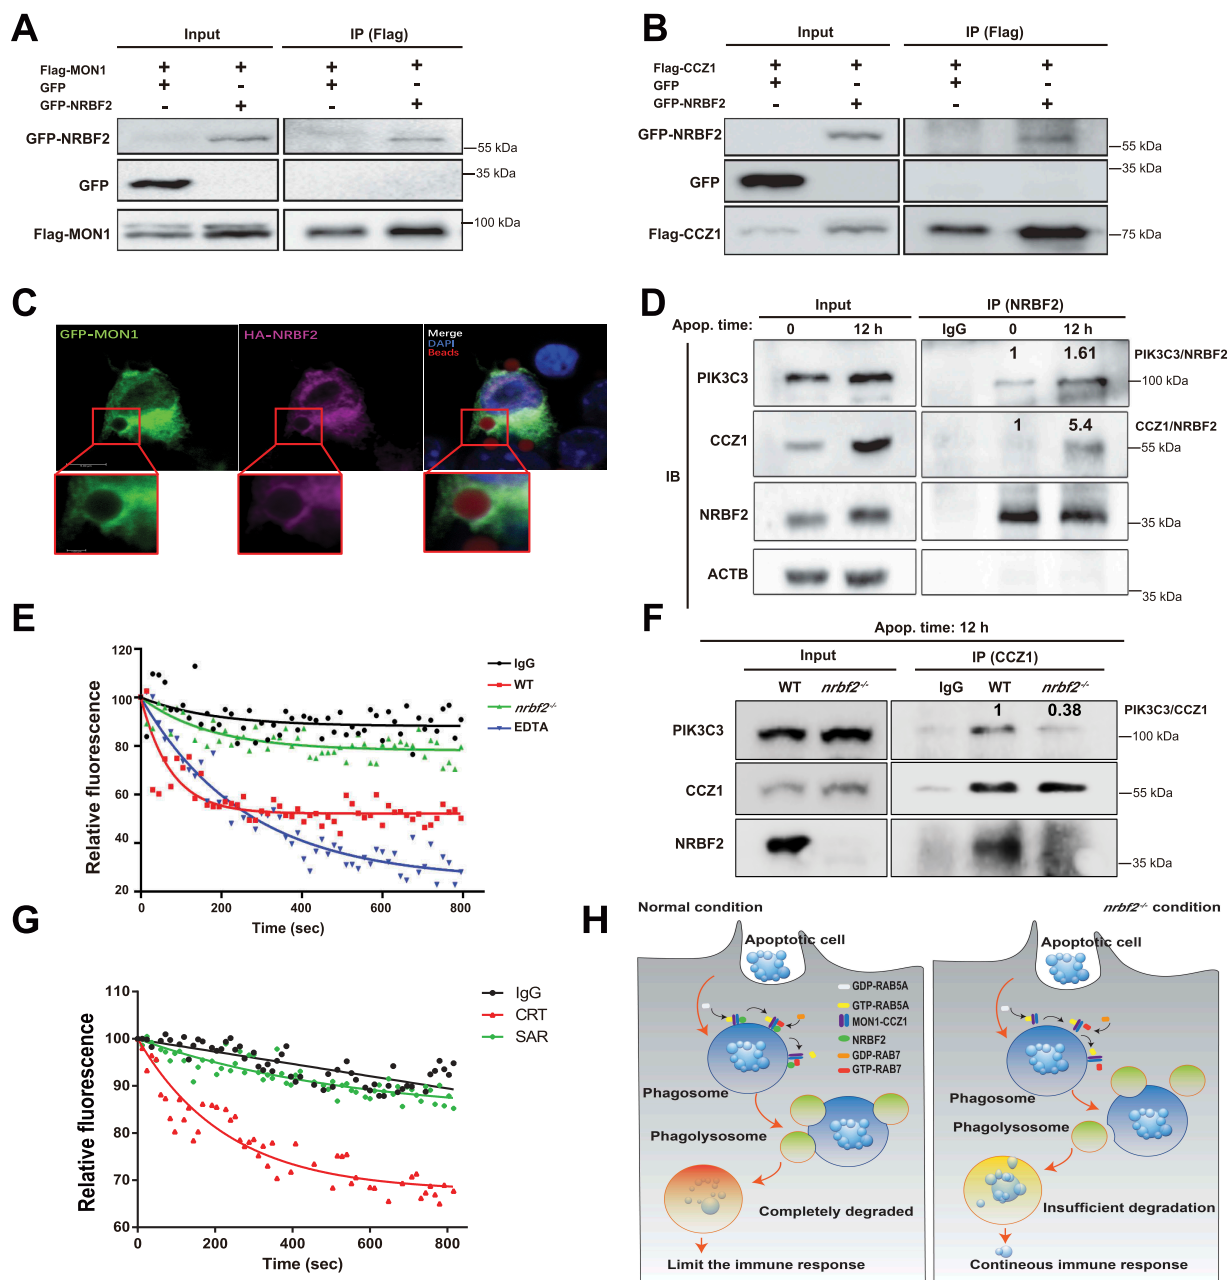 A
Input IP (Flag)
Flag-MON1 + + + +
GFP + - + -
GFP-NRBF2 - + - +
GFP-NRBF2
55 kDa
GFP
35 kDa
Flag-MON1
100 kDa
B
Input IP (Flag)
Flag-CCZ1 + + + +
GFP + - + -
GFP-NRBF2 - + - +
GFP-NRBF2
55 kDa
35 kDa
GFP
Flag-CCZ1
75 kDa
C
GFP-MON1
HA-NRBF2
Merge
DAPI
Beads
D
Input IP (NRBF2)
Apop. time: 0 12 h IgG 0 12 h
PIK3C3
1 1.61 PIK3C3/NRBF2
100 kDa
CCZ1
1 5.4 CCZ1/NRBF2
55 kDa
IB
NRBF2
35 kDa
ACTB
35 kDa
E
Relative fluorescence
120
100
80
60
40
20
0 200 400 600 800
Time (sec)
IgG
WT
nrbf2-/-
EDTA
F
Apop. time: 12 h
Input IP (CCZ1)
WT nrbf2-/- IgG WT nrbf2-/-
PIK3C3
1 0.38 PIK3C3/CCZ1
100 kDa
CCZ1
55 kDa
NRBF2
35 kDa
G
Relative fluorescence
110
100
90
80
70
60
0 200 400 600 800
Time (sec)
IgG
CRT
SAR
H
Normal condition
Apoptotic cell
GDP-RAB5A
GTP-RAB5A
MON1-CCZ1
NRBF2
GDP-RAB7
GTP-RAB7
Phagosome
Phagolysosome
Completely degraded
Limit the immune response
nrbf2-/- condition
Apoptotic cell
Phagosome
Phagolysosome
Insufficient degradation
Contineous immune response